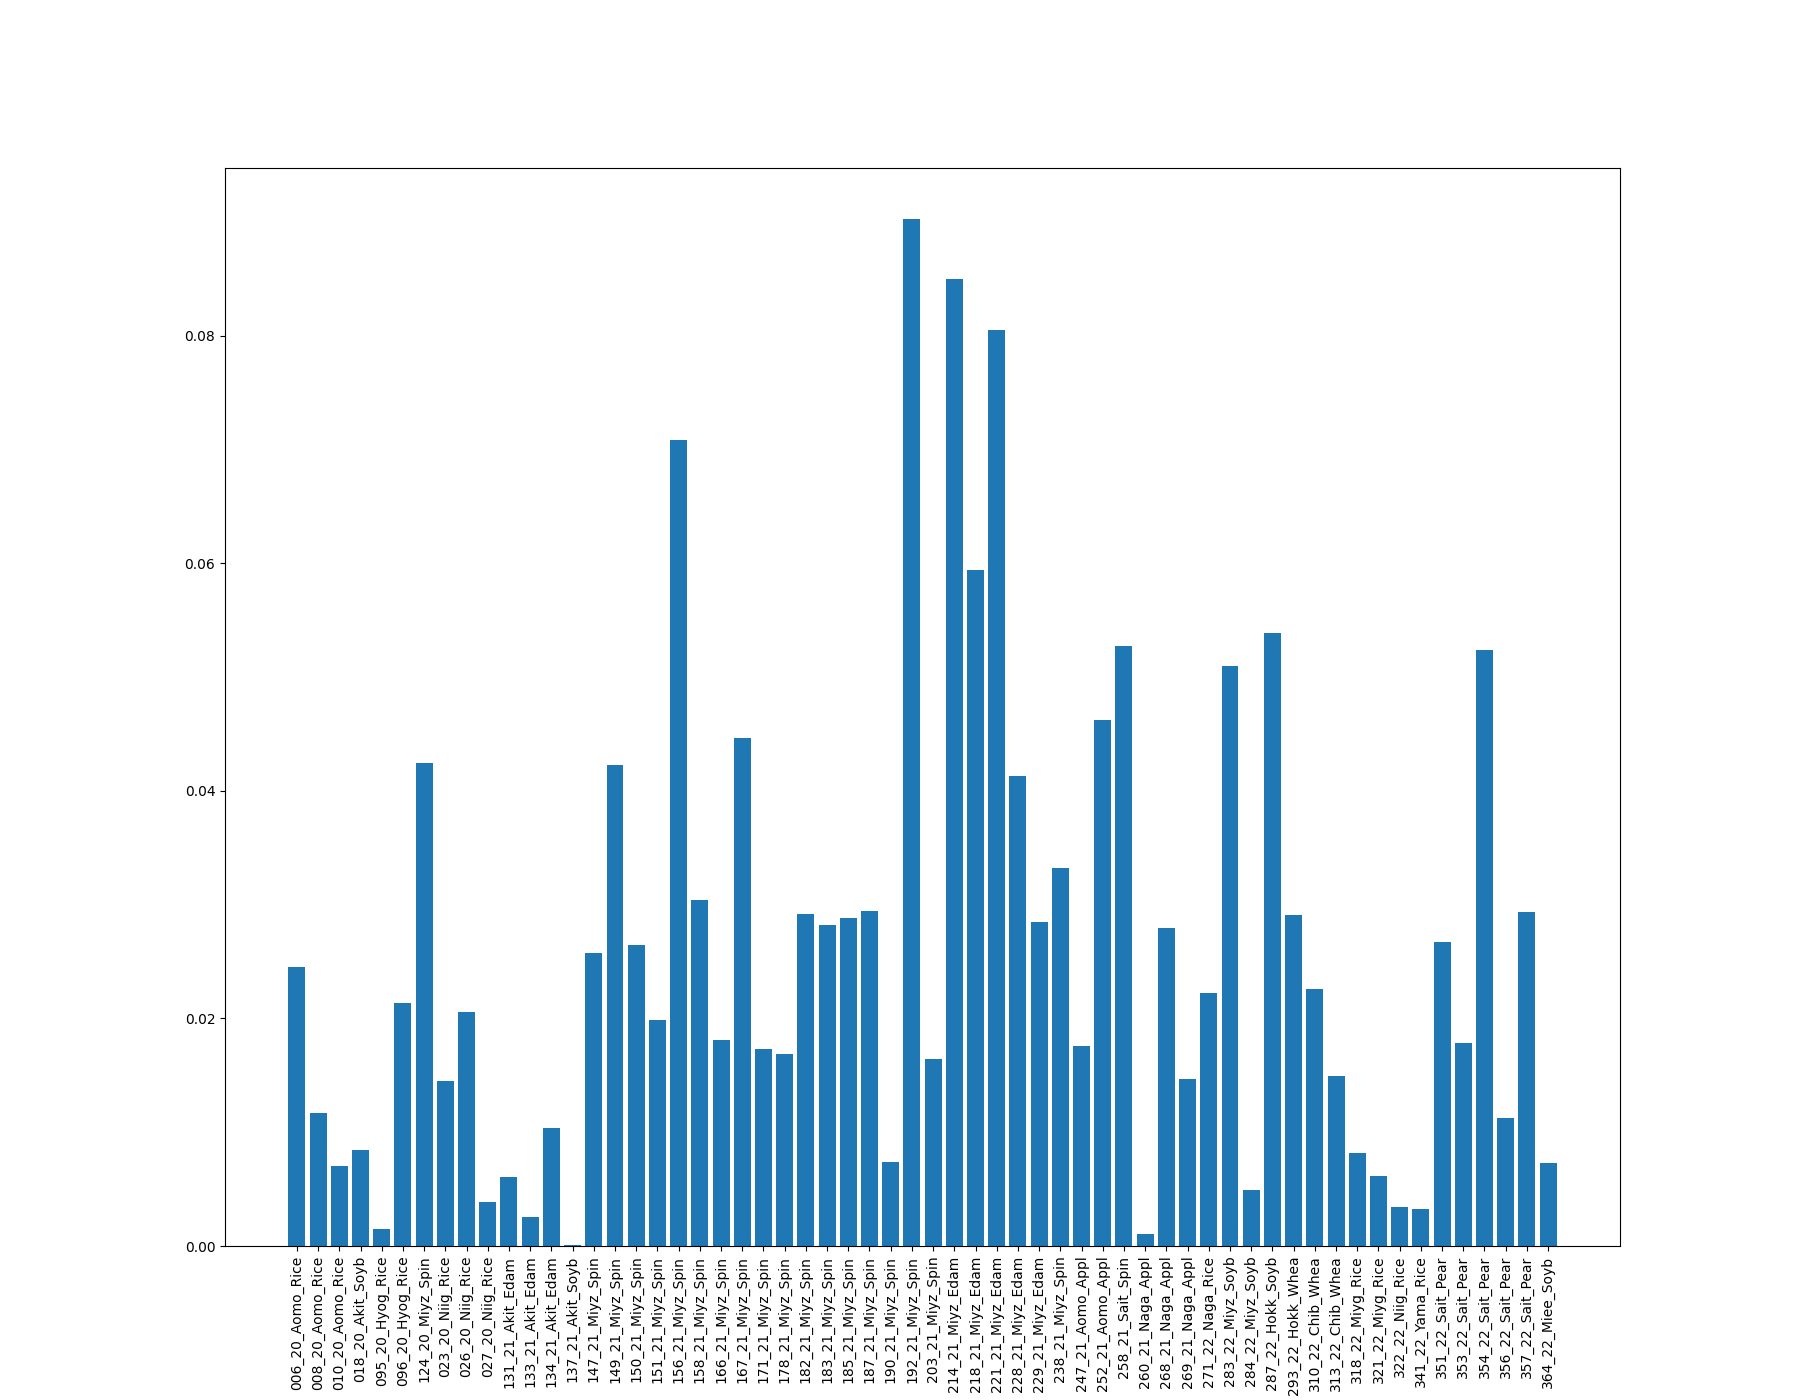 0.08
0.06
0.04
0.02
0.00
006_20_Aomo_Rice
008_20_Aomo_Rice
010_20_Aomo_Rice
018_20_Akit_Soyb
095_20_Hyog_Rice
096_20_Hyog_Rice
124_20_Miyz_Spin
023_20_Niig_Rice
026_20_Niig_Rice
027_20_Niig_Rice
131_21_Akit_Edam
133_21_Akit_Edam
134_21_Akit_Edam
137_21_Akit_Soyb
147_21_Miyz_Spin
149_21_Miyz_Spin
150_21_Miyz_Spin
151_21_Miyz_Spin
156_21_Miyz_Spin
158_21_Miyz_Spin
166_21_Miyz_Spin
167_21_Miyz_Spin
171_21_Miyz_Spin
178_21_Miyz_Spin
182_21_Miyz_Spin
183_21_Miyz_Spin
185_21_Miyz_Spin
187_21_Miyz_Spin
190_21_Miyz_Spin
192_21_Miyz_Spin
203_21_Miyz_Spin
214_21_Miyz_Edam
218_21_Miyz_Edam
221_21_Miyz_Edam
228_21_Miyz_Edam
229_21_Miyz_Edam
238_21_Miyz_Spin
247_21_Aomo_Appl
252_21_Aomo_Appl
258_21_Sait_Spin
260_21_Naga_Appl
268_21_Naga_Appl
269_21_Naga_Appl
271_22_Naga_Rice
283_22_Miyz_Soyb
284_22_Miyz_Soyb
287_22_Hokk_Soyb
293_22_Hokk_Whea
310_22_Chib_Whea
313_22_Chib_Whea
318_22_Miyg_Rice
321_22_Miyg_Rice
322_22_Niig_Rice
341_22_Yama_Rice
351_22_Sait_Pear
353_22_Sait_Pear
354_22_Sait_Pear
356_22_Sait_Pear
357_22_Sait_Pear
364_22_Miee_Soyb